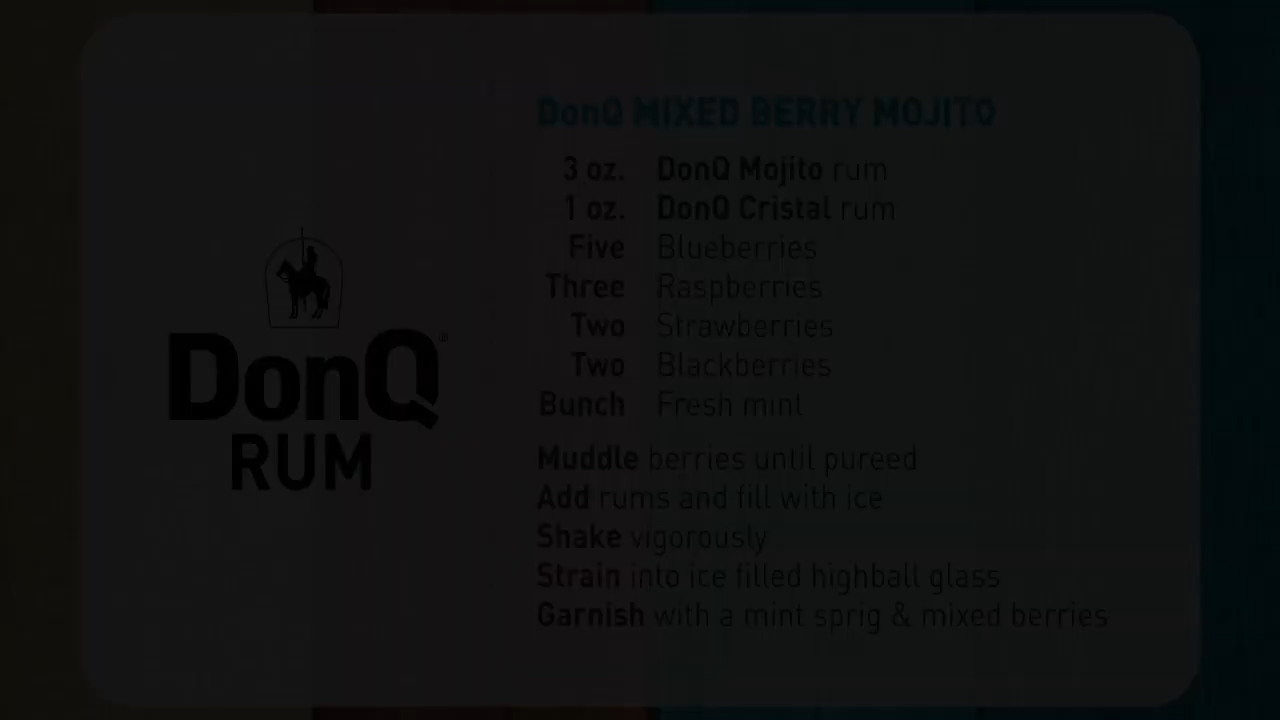 DonQ MIXED BERRY MOJITO
3 oz. DonQ Mojito rum
1 oz. DonQ Cristal rum
Five Blueberries
Three Raspberries
Two Strawberries
Two Blackberries
Bunch Fresh mint
Muddle berries until pureed
Add rums and fill with ice
Shake vigorously
Strain into ice filled highball glass
Garnish with a mint sprig & mixed berries
DonQ®
RUM